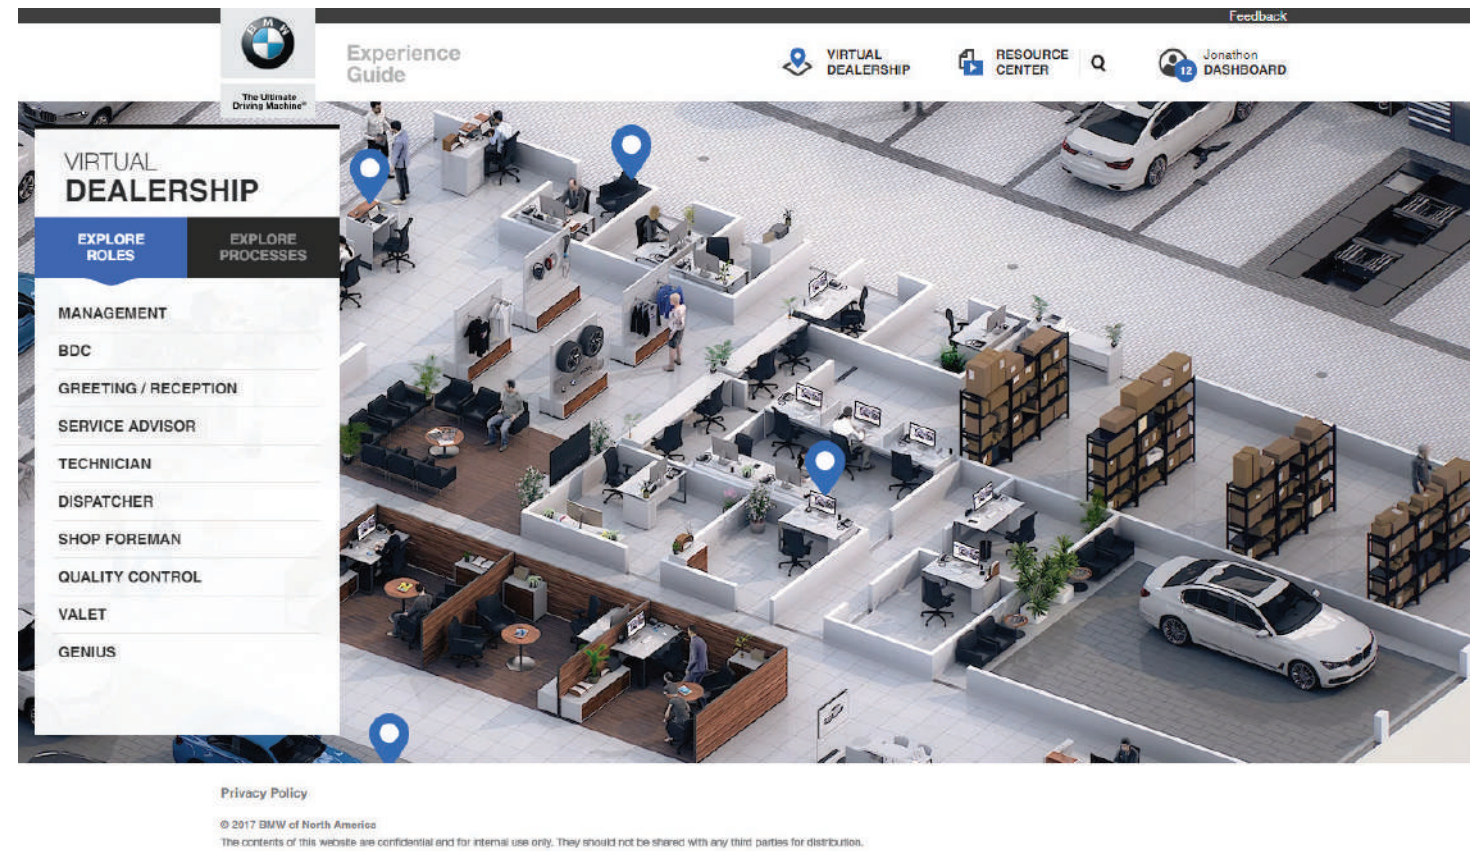 Feedback
BMW
The Ultimate
Driving Machine®
Experience
Guide
VIRTUAL
DEALERSHIP
RESOURCE
CENTER
12
Jonathon
DASHBOARD
VIRTUAL
DEALERSHIP
EXPLORE
ROLES
EXPLORE
PROCESSES
MANAGEMENT
BDC
GREETING / RECEPTION
SERVICE ADVISOR
TECHNICIAN
DISPATCHER
SHOP FOREMAN
QUALITY CONTROL
VALET
GENIUS
Privacy Policy
© 2017 BMW of North America
The contents of this website are confidential and for internal use only. They should not be shared with any third parties for distribution.